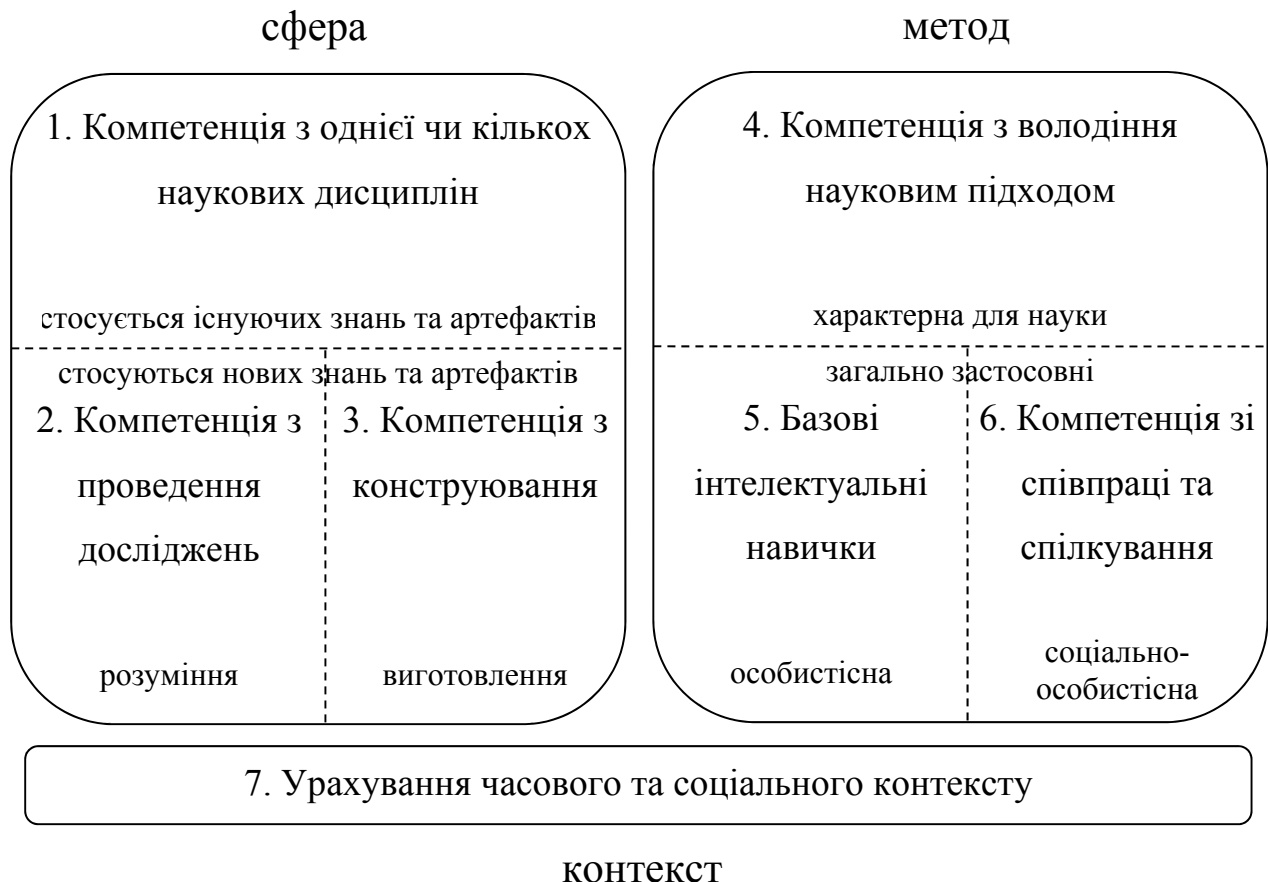 сфера
метод
1. Компетенція з однієї чи кількох
наукових дисциплін
стосується існуючих знань та артефактів
стосуються нових знань та артефактів
2. Компетенція з
проведення
досліджень
розуміння
3. Компетенція з
конструювання
виготовлення
4. Компетенція з володіння
науковим підходом
характерна для науки
загально застосовні
5. Базові
інтелектуальні
навички
особистісна
6. Компетенція зі
співпраці та
спілкування
соціально-
особистісна
7. Урахування часового та соціального контексту
контекст